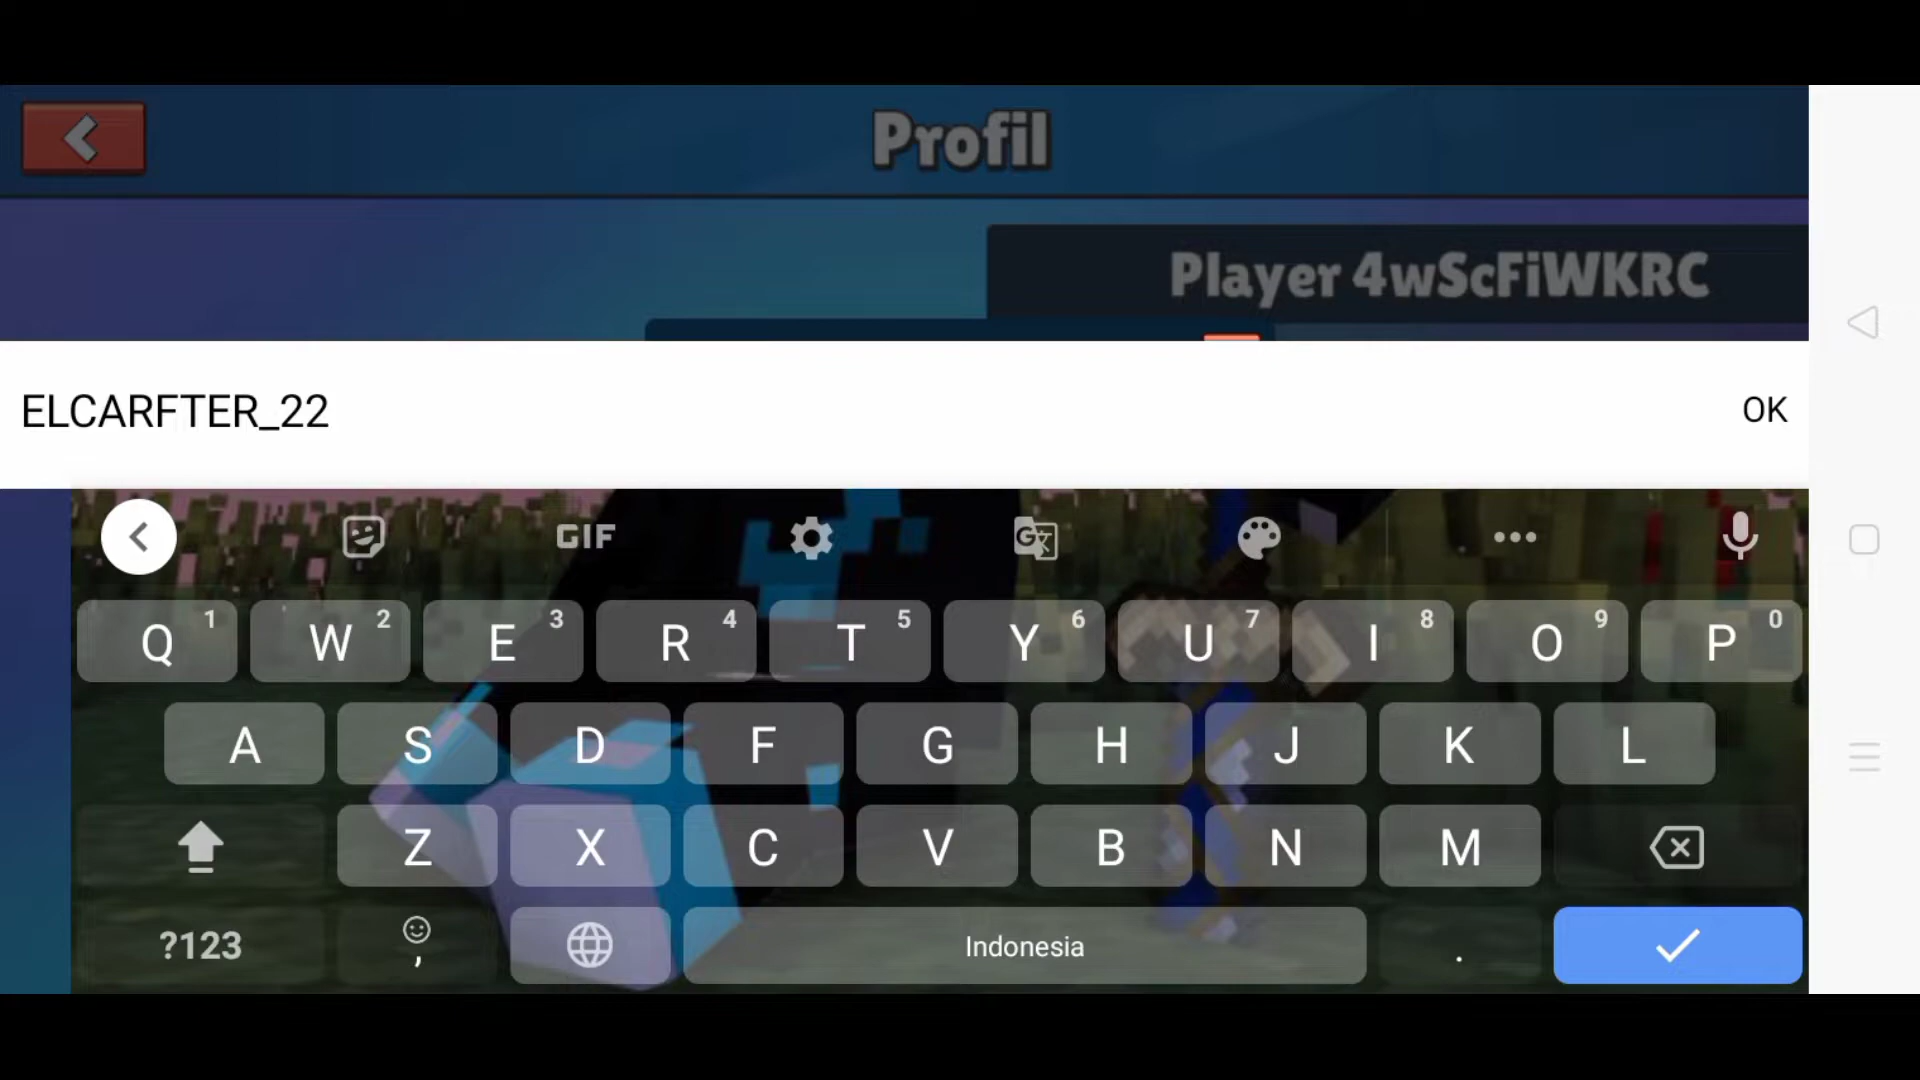 Profil
Player 4wScFiWKRC
ELCARFTER_22 OK
GIF G
Q 1 W 2 E 3 R 4 T 5 Y 6 U 7 I 8 O 9 P 0
A S D F G H J K L
Z X C V B N M
?123 , Indonesia .